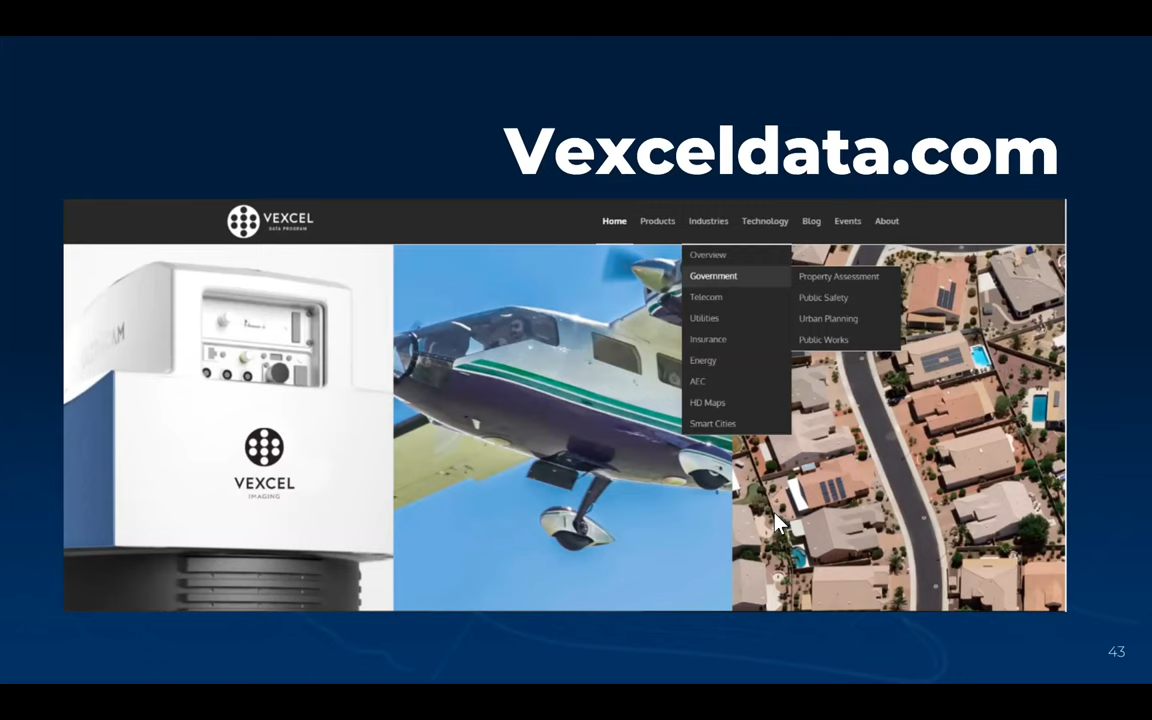 Vexceldata.com
VEXCEL
DATA PROGRAM
Home Products Industries Technology Blog Events About
Overview
Government
Telecom
Utilities
Insurance
Energy
AEC
HD Maps
Smart Cities
Property Assessment
Public Safety
Urban Planning
Public Works
VEXCEL
IMAGING
43